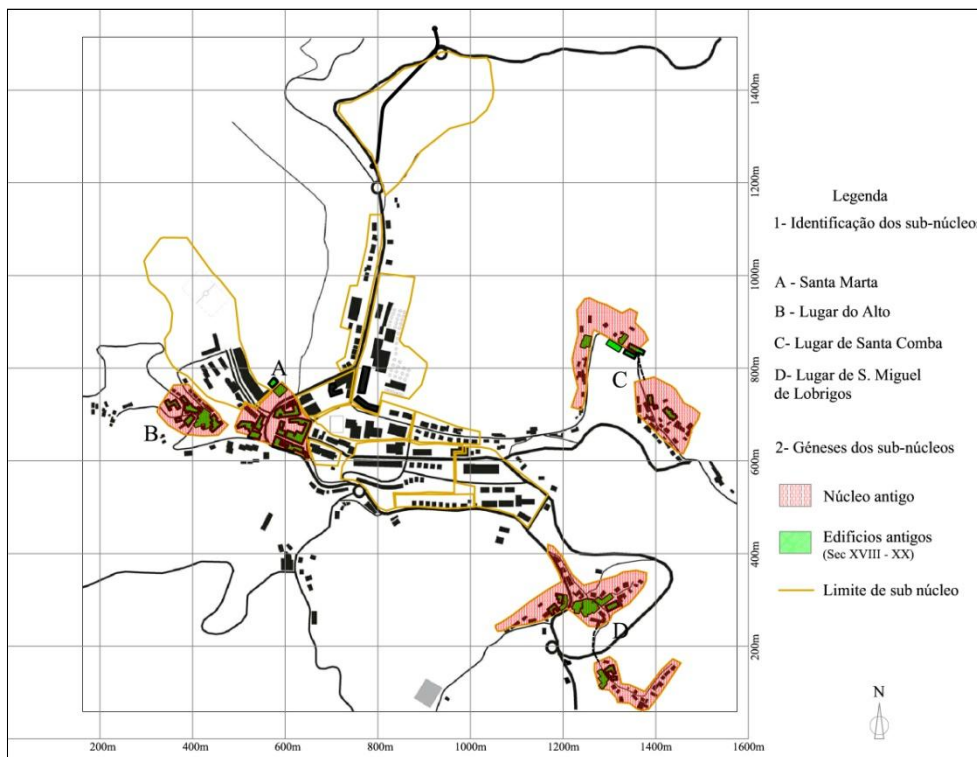 1400m
1200m
1000m
800m
600m
400m
200m
200m
400m
600m
800m
1000m
1200m
1400m
1600m
A
B
C
D
Legenda
1- Identificação dos sub-núcleos
A - Santa Marta
B - Lugar do Alto
C- Lugar de Santa Comba
D- Lugar de S. Miguel
de Lobrigos
2- Géneses dos sub-núcleos
Núcleo antigo
Edificios antigos
(Sec XVIII - XX)
Limite de sub núcleo
N